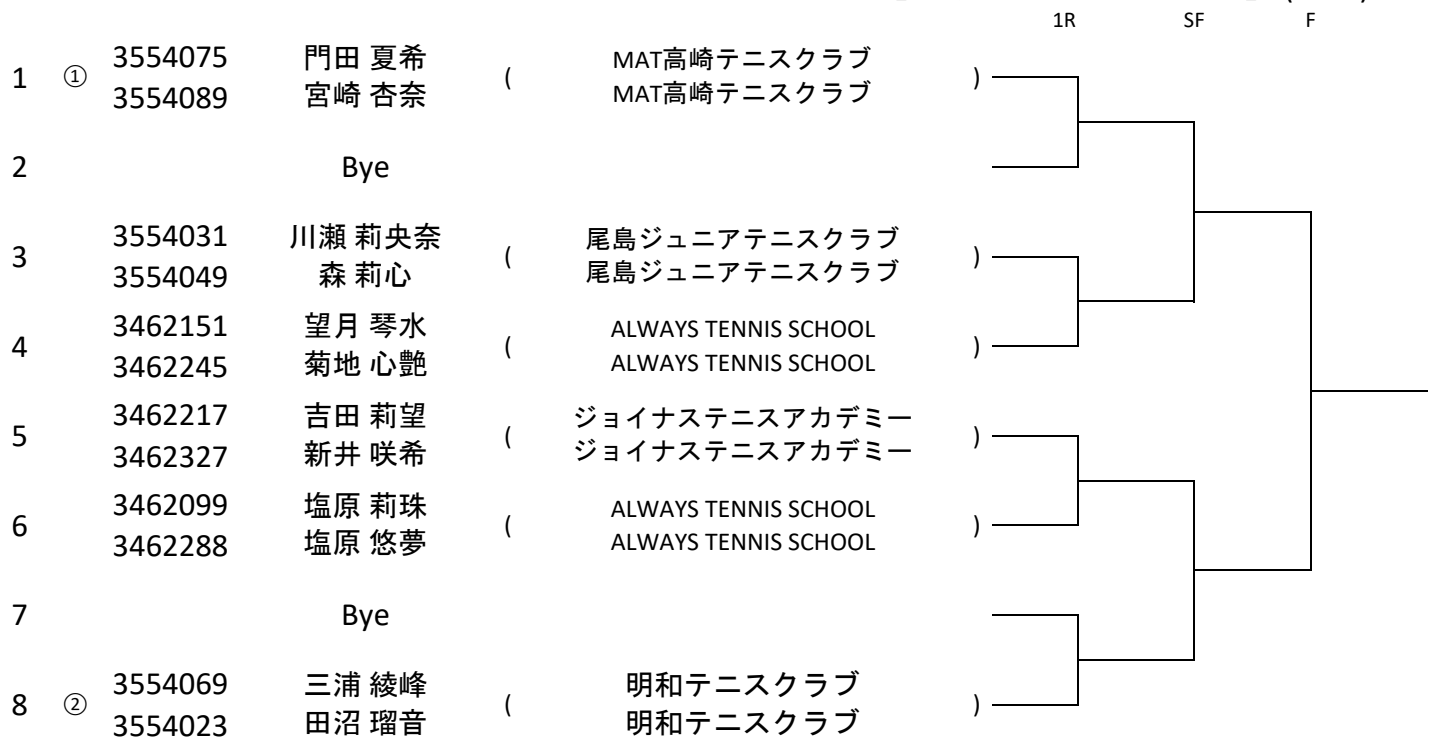 1R SF F
3554075 門田 夏希 MAT高崎テニスクラブ
1 ① ( )
3554089 宮崎 杏奈 MAT高崎テニスクラブ
2 Bye
3554031 川瀬 莉央奈 尾島ジュニアテニスクラブ
3 ( )
3554049 森 莉心 尾島ジュニアテニスクラブ
3462151 望月 琴水 ALWAYS TENNIS SCHOOL
4 ( )
3462245 菊地 心艶 ALWAYS TENNIS SCHOOL
3462217 吉田 莉望 ジョイナステニスアカデミー
5 ( )
3462327 新井 咲希 ジョイナステニスアカデミー
3462099 塩原 莉珠 ALWAYS TENNIS SCHOOL
6 ( )
3462288 塩原 悠夢 ALWAYS TENNIS SCHOOL
7 Bye
3554069 三浦 綾峰 明和テニスクラブ
8 ② ( )
3554023 田沼 瑠音 明和テニスクラブ